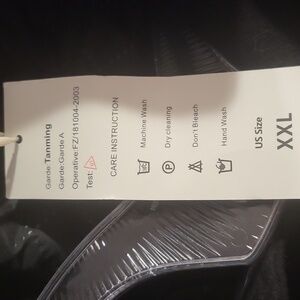 Garde:Tanming
Garde:Garde A
Operative:FZ/181004-2003
Test:
CARE INSTRUCTION
Machine Wash
Dry cleaning
P
Don't Bleach
Hand Wash
US Size
XXL